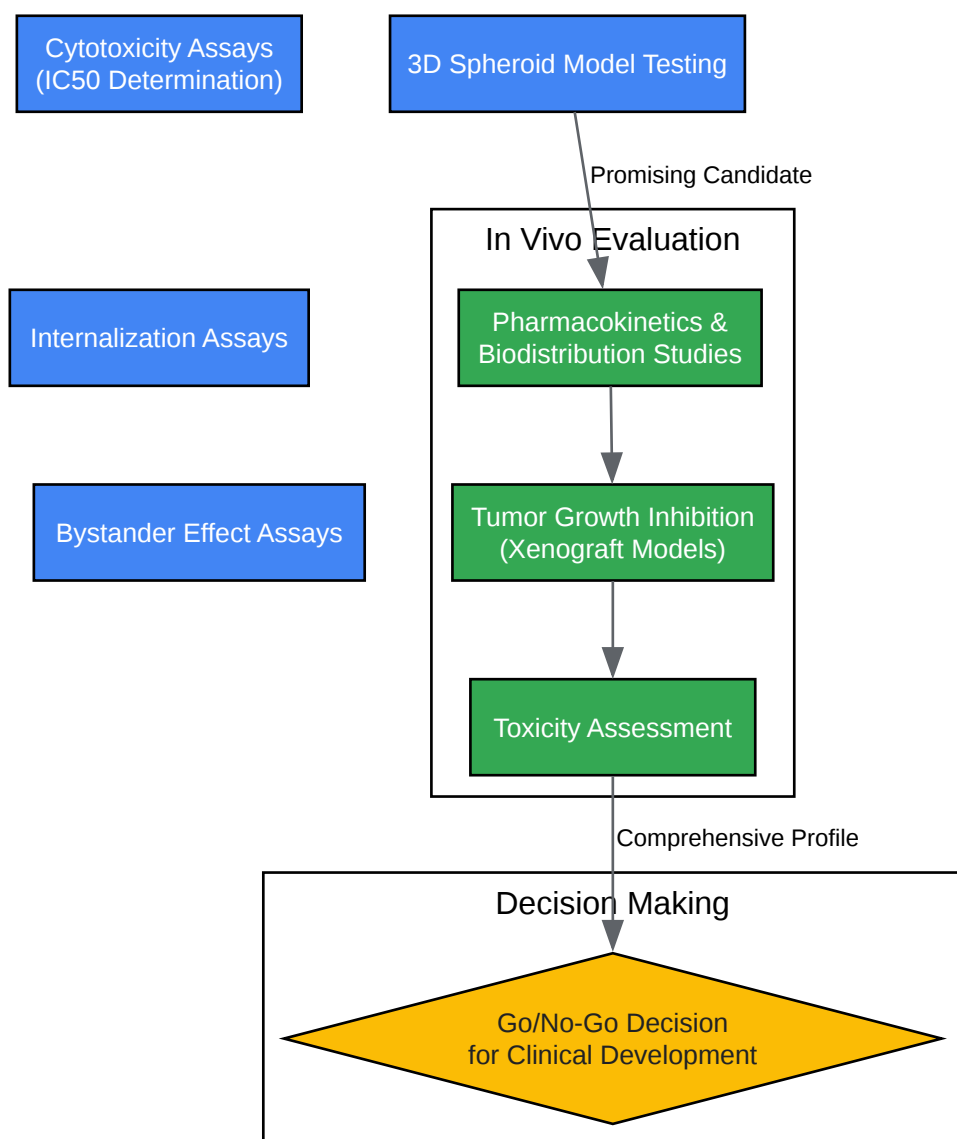 Cytotoxicity Assays
(IC50 Determination)
3D Spheroid Model Testing
Promising Candidate
In Vivo Evaluation
Internalization Assays
Pharmacokinetics &
Biodistribution Studies
Bystander Effect Assays
Tumor Growth Inhibition
(Xenograft Models)
Toxicity Assessment
Comprehensive Profile
Decision Making
Go/No-Go Decision
for Clinical Development